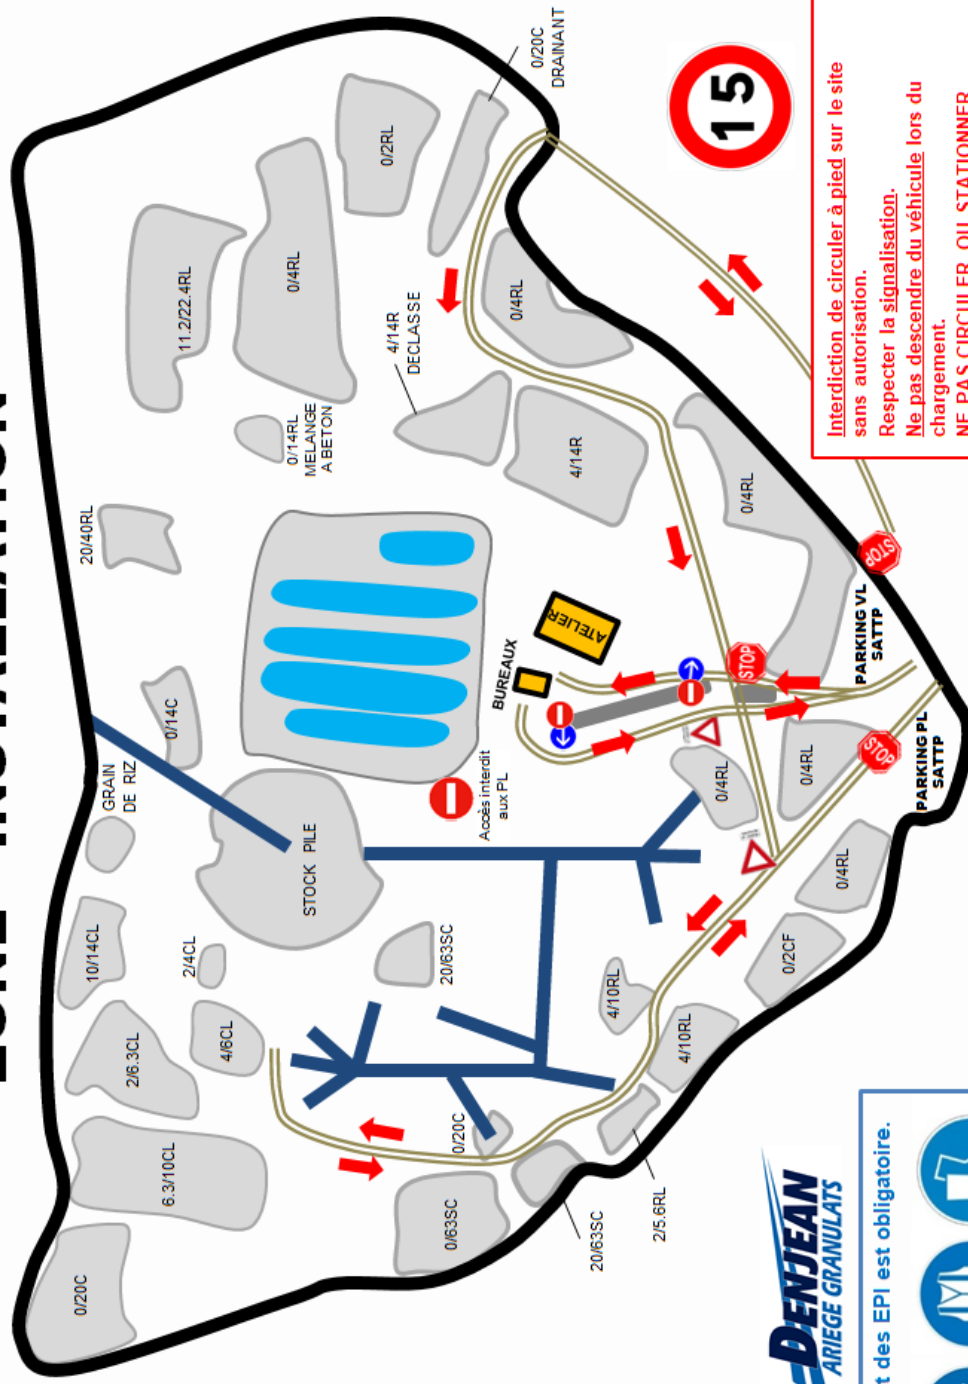 ZONE INSTALLATION
0/20C
6.3/10CL
2/6.3CL
10/14CL
GRAIN
DE RIZ
0/14C
20/40RL
11.2/22.4RL
0/4RL
0/2RL
0/20C
DRAINANT
4/6CL
2/4CL
STOCK PILE
0/14RL
MELANGE
A BETON
4/14R
DECLASSE
0/4RL
4/14R
0/63SC
0/20C
20/63SC
Accès interdit
aux PL
BUREAUX
ATELIER
0/4RL
20/63SC
2/5.6RL
4/10RL
4/10RL
0/2CF
0/4RL
0/4RL
0/4RL
STOP
STOP
STOP
PARKING PL
SATTP
PARKING VL
SATTP
15
DENJEAN
ARIEGE GRANULATS
t des EPI est obligatoire.
Interdiction de circuler à pied sur le site
sans autorisation.
Respecter la signalisation.
Ne pas descendre du véhicule lors du
chargement.
NE PAS CIRCULER OU STATIONNER